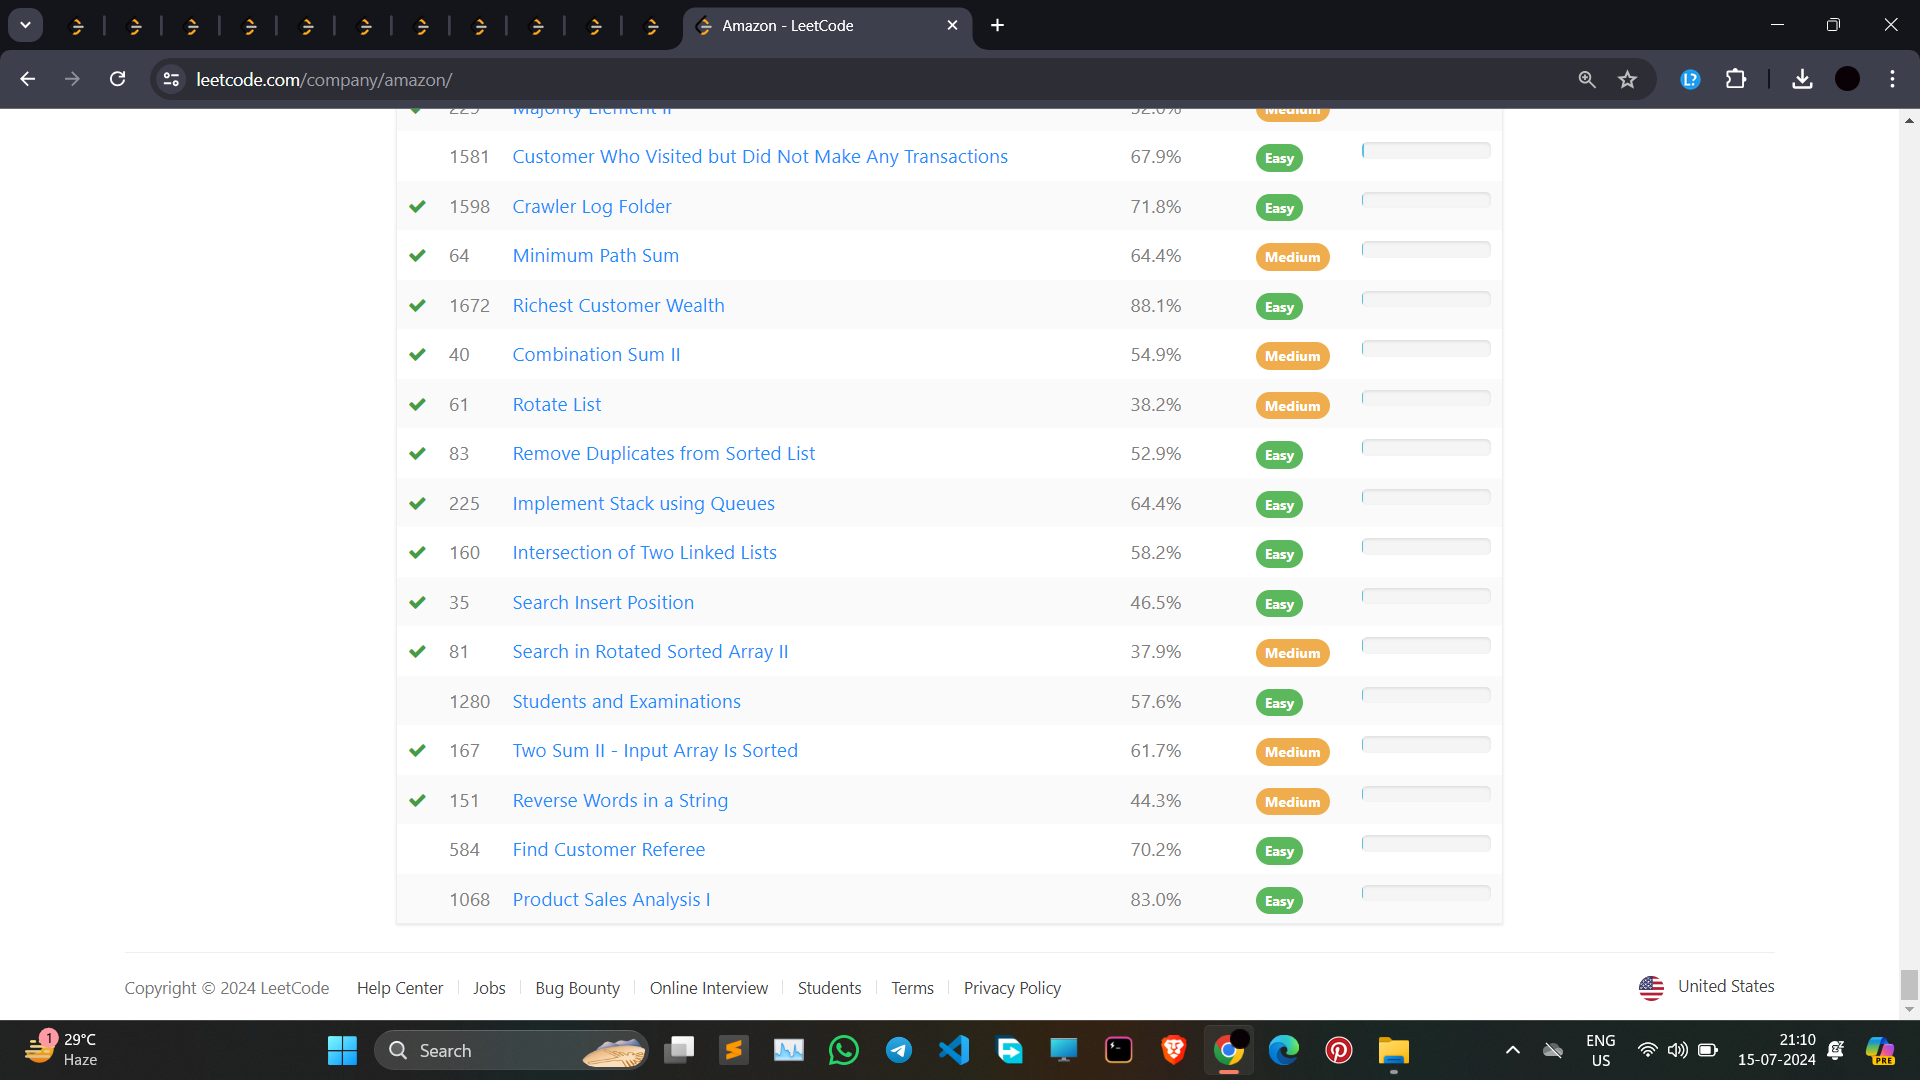 Amazon - LeetCode
leetcode.com/company/amazon/
229 Majority Element II 52.0% Medium
1581 Customer Who Visited but Did Not Make Any Transactions 67.9% Easy
1598 Crawler Log Folder 71.8% Easy
64 Minimum Path Sum 64.4% Medium
1672 Richest Customer Wealth 88.1% Easy
40 Combination Sum II 54.9% Medium
61 Rotate List 38.2% Medium
83 Remove Duplicates from Sorted List 52.9% Easy
225 Implement Stack using Queues 64.4% Easy
160 Intersection of Two Linked Lists 58.2% Easy
35 Search Insert Position 46.5% Easy
81 Search in Rotated Sorted Array II 37.9% Medium
1280 Students and Examinations 57.6% Easy
167 Two Sum II - Input Array Is Sorted 61.7% Medium
151 Reverse Words in a String 44.3% Medium
584 Find Customer Referee 70.2% Easy
1068 Product Sales Analysis I 83.0% Easy
Copyright © 2024 LeetCode Help Center Jobs Bug Bounty Online Interview Students Terms Privacy Policy United States
1 29°C
Haze
Search
ENG
US
21:10
15-07-2024
PRE